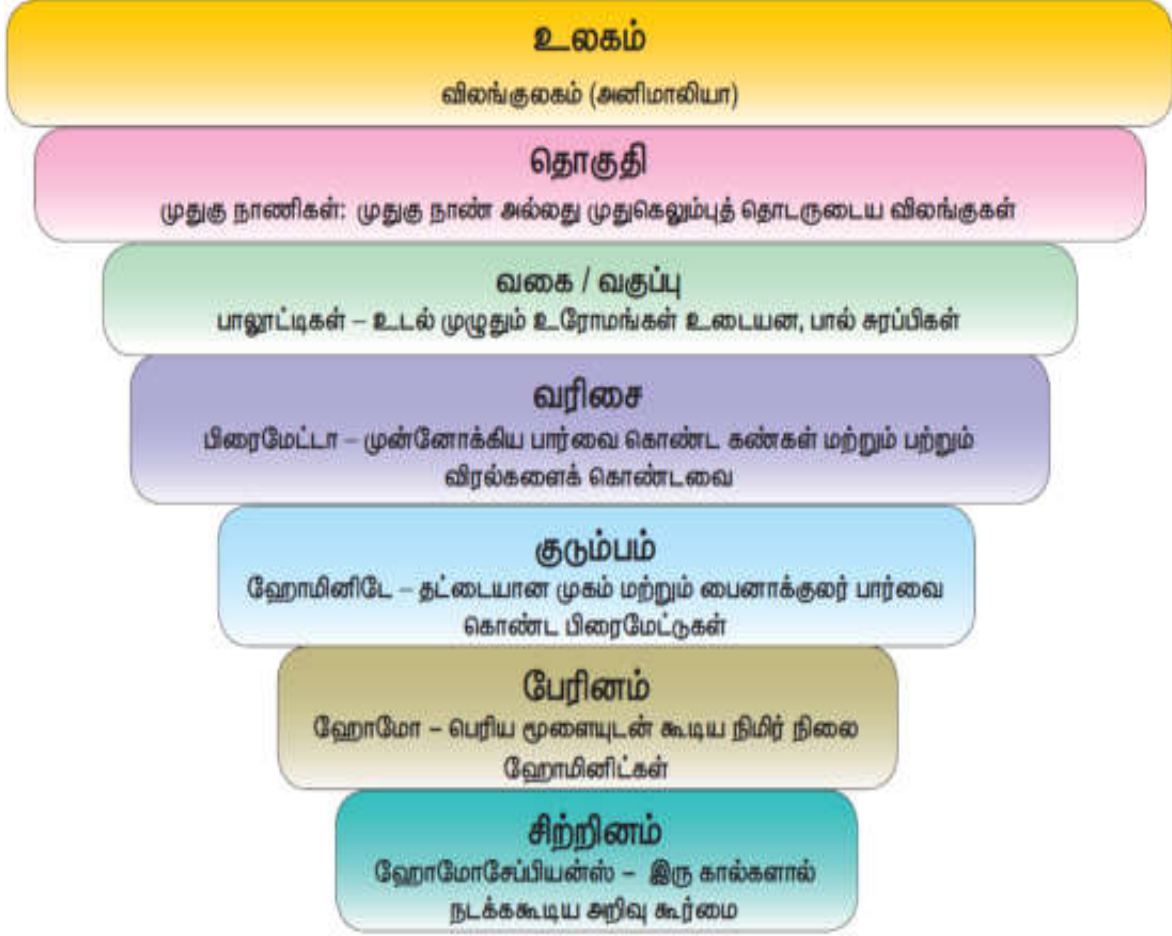 உலகம்
விலங்குலகம் (அனிமாலியா)
தொகுதி
முதுகு நாணிகள்: முதுகு நாண் அல்லது முதுகெலும்புத் தொடருடைய விலங்குகள்
வகை / வகுப்பு
பாலூட்டிகள் – உடல் முழுதும் உரோமங்கள் உடையன, பால் சுரப்பிகள்
வரிசை
பிரைமேட்டா – முன்னோக்கிய பார்வை கொண்ட கண்கள் மற்றும் பற்றும்
விரல்களைக் கொண்டவை
குடும்பம்
ஹோமினிடே – தட்டையான முகம் மற்றும் பைனாக்குலர் பார்வை
கொண்ட பிரைமேட்டுகள்
பேரினம்
ஹோமோ – பெரிய மூளையுடன் கூடிய நிமிர் நிலை
ஹோமினிட்கள்
சிற்றினம்
ஹோமோசேப்பியன்ஸ் – இரு கால்களால்
நடக்ககூடிய அறிவு கூர்மை